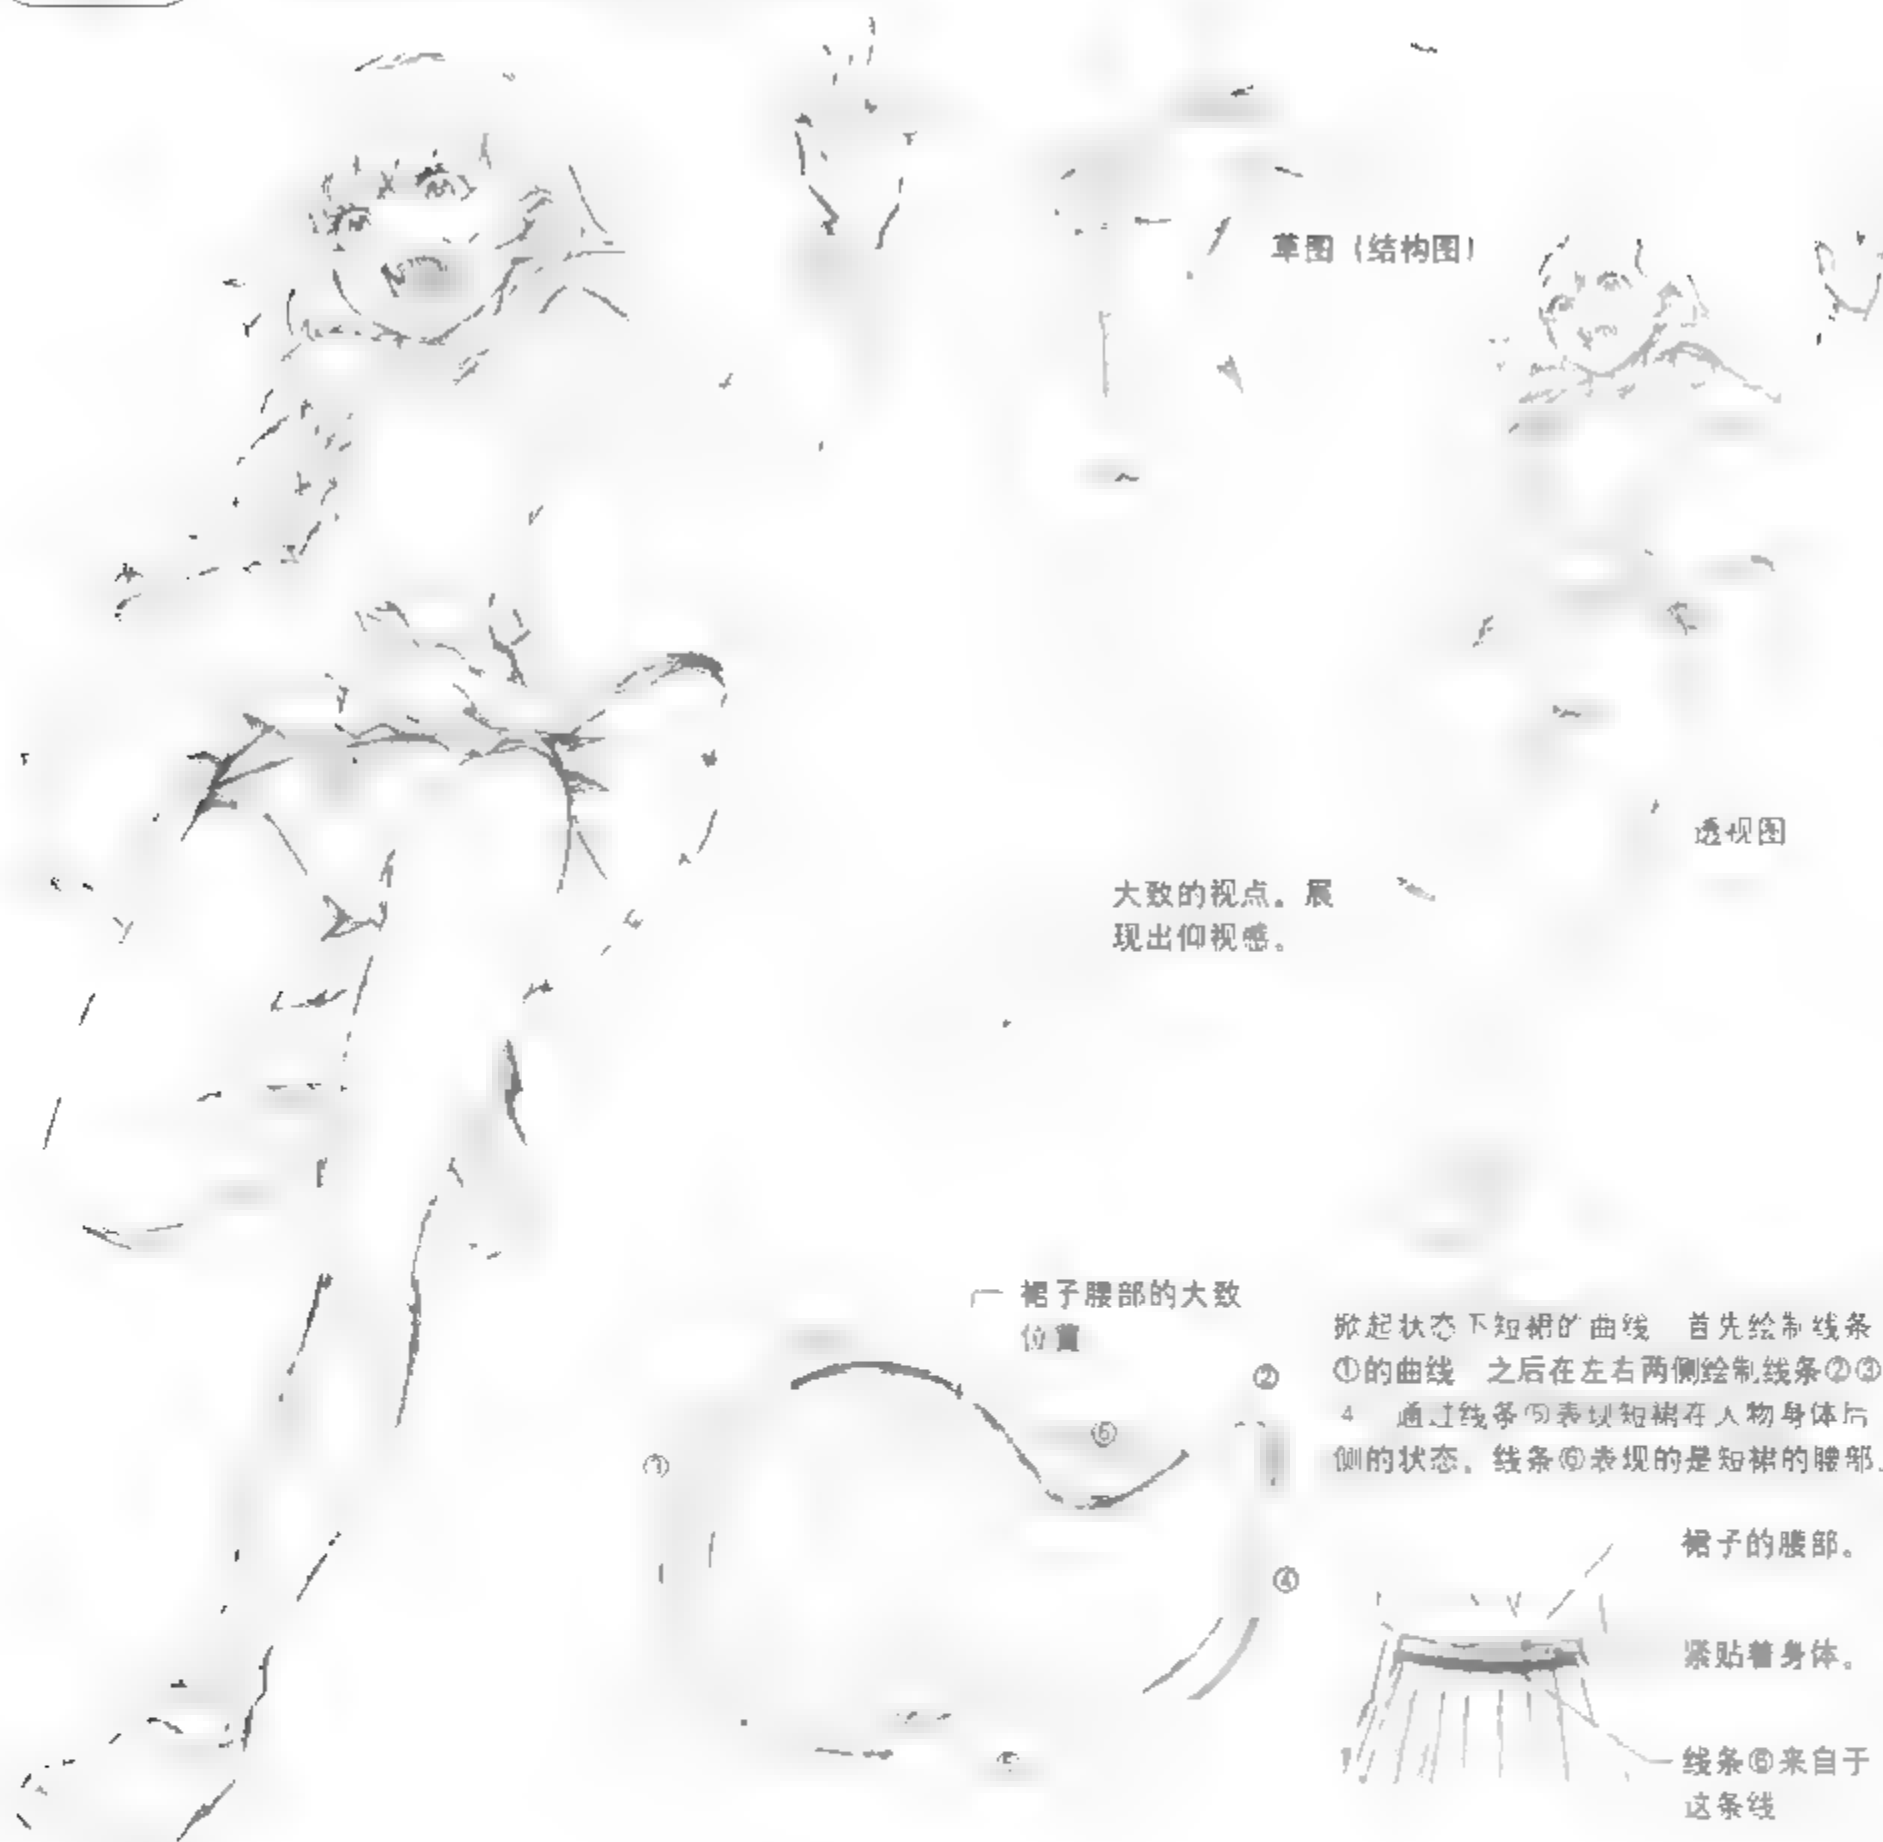 草图（结构图）
透视图
大致的视点。展
现出仰视感。
裙子腰部的大致
位置
②
⑥
③
④
掀起状态下短裙的曲线 首先绘制线条
①的曲线 之后在左右两侧绘制线条②③
4 通过线条⑤表现短裙在人物身体后
侧的状态。线条⑥表现的是短裙的腰部。
裙子的腰部。
紧贴着身体。
线条⑥来自于
这条线